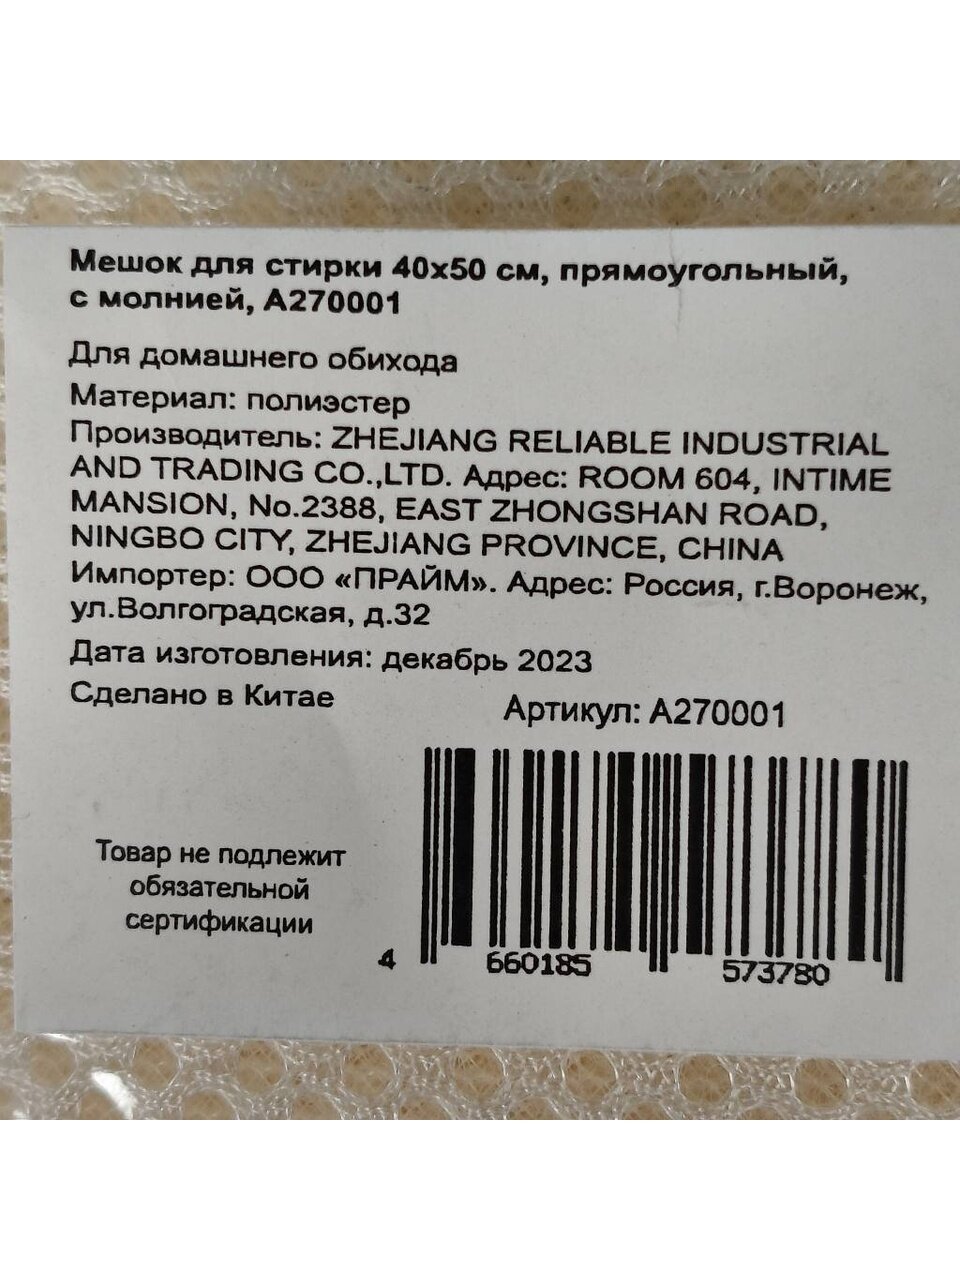 Мешок для стирки 40х50 см, прямоугольный,
с молнией, А270001
Для домашнего обихода
Материал: полиэстер
Производитель: ZHEJIANG RELIABLE INDUSTRIAL
AND TRADING CO.,LTD. Адрес: ROOM 604, INTIME
MANSION, No.2388, EAST ZHONGSHAN ROAD,
NINGBO CITY, ZHEJIANG PROVINCE, CHINA
Импортер: ООО «ПРАЙМ». Адрес: Россия, г.Воронеж,
ул.Волгоградская, д.32
Дата изготовления: декабрь 2023
Сделано в Китае
Артикул: А270001
Товар не подлежит
обязательной
сертификации
4 660185 573780